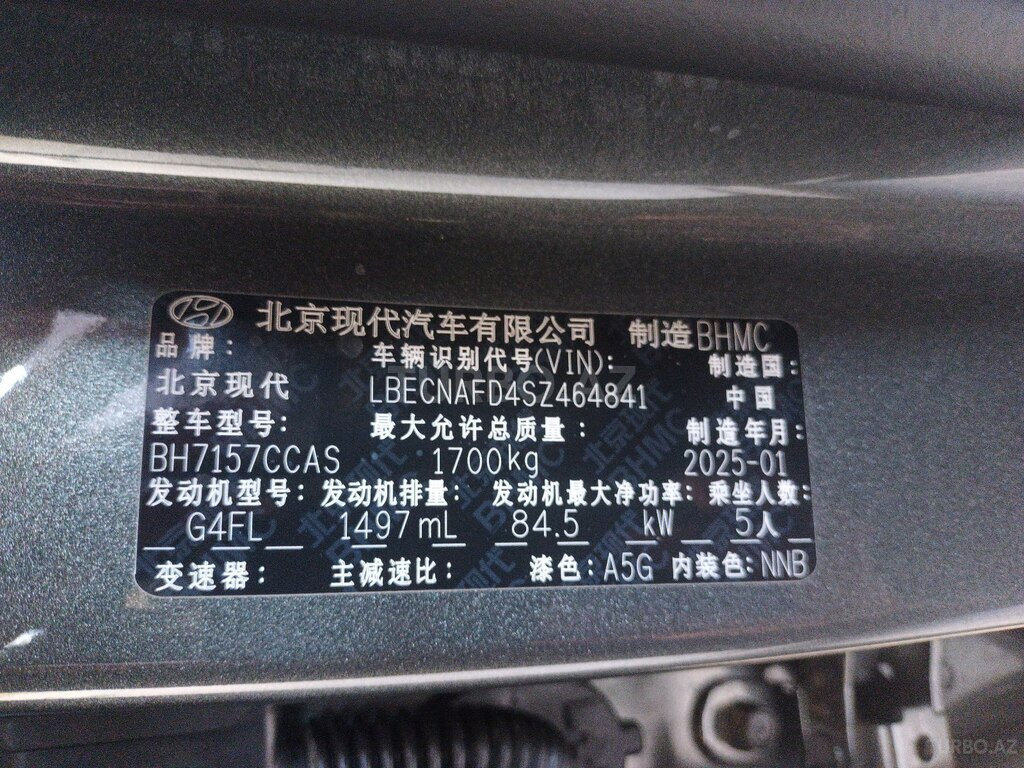 北京现代汽车有限公司 制造BHMC
品牌： 车辆识别代号(VIN)： 制造国：
北京现代 LBECNAFD4SZ464841 中国
整车型号： 最大允许总质量： 制造年月：
BH7157CCAS 1700kg 2025-01
发动机型号： 发动机排量： 发动机最大净功率： 乘坐人数：
G4FL 1497mL 84.5 kW 5人
变速器： 主减速比： 漆色：A5G 内装色：NNB
TURBO.AZ